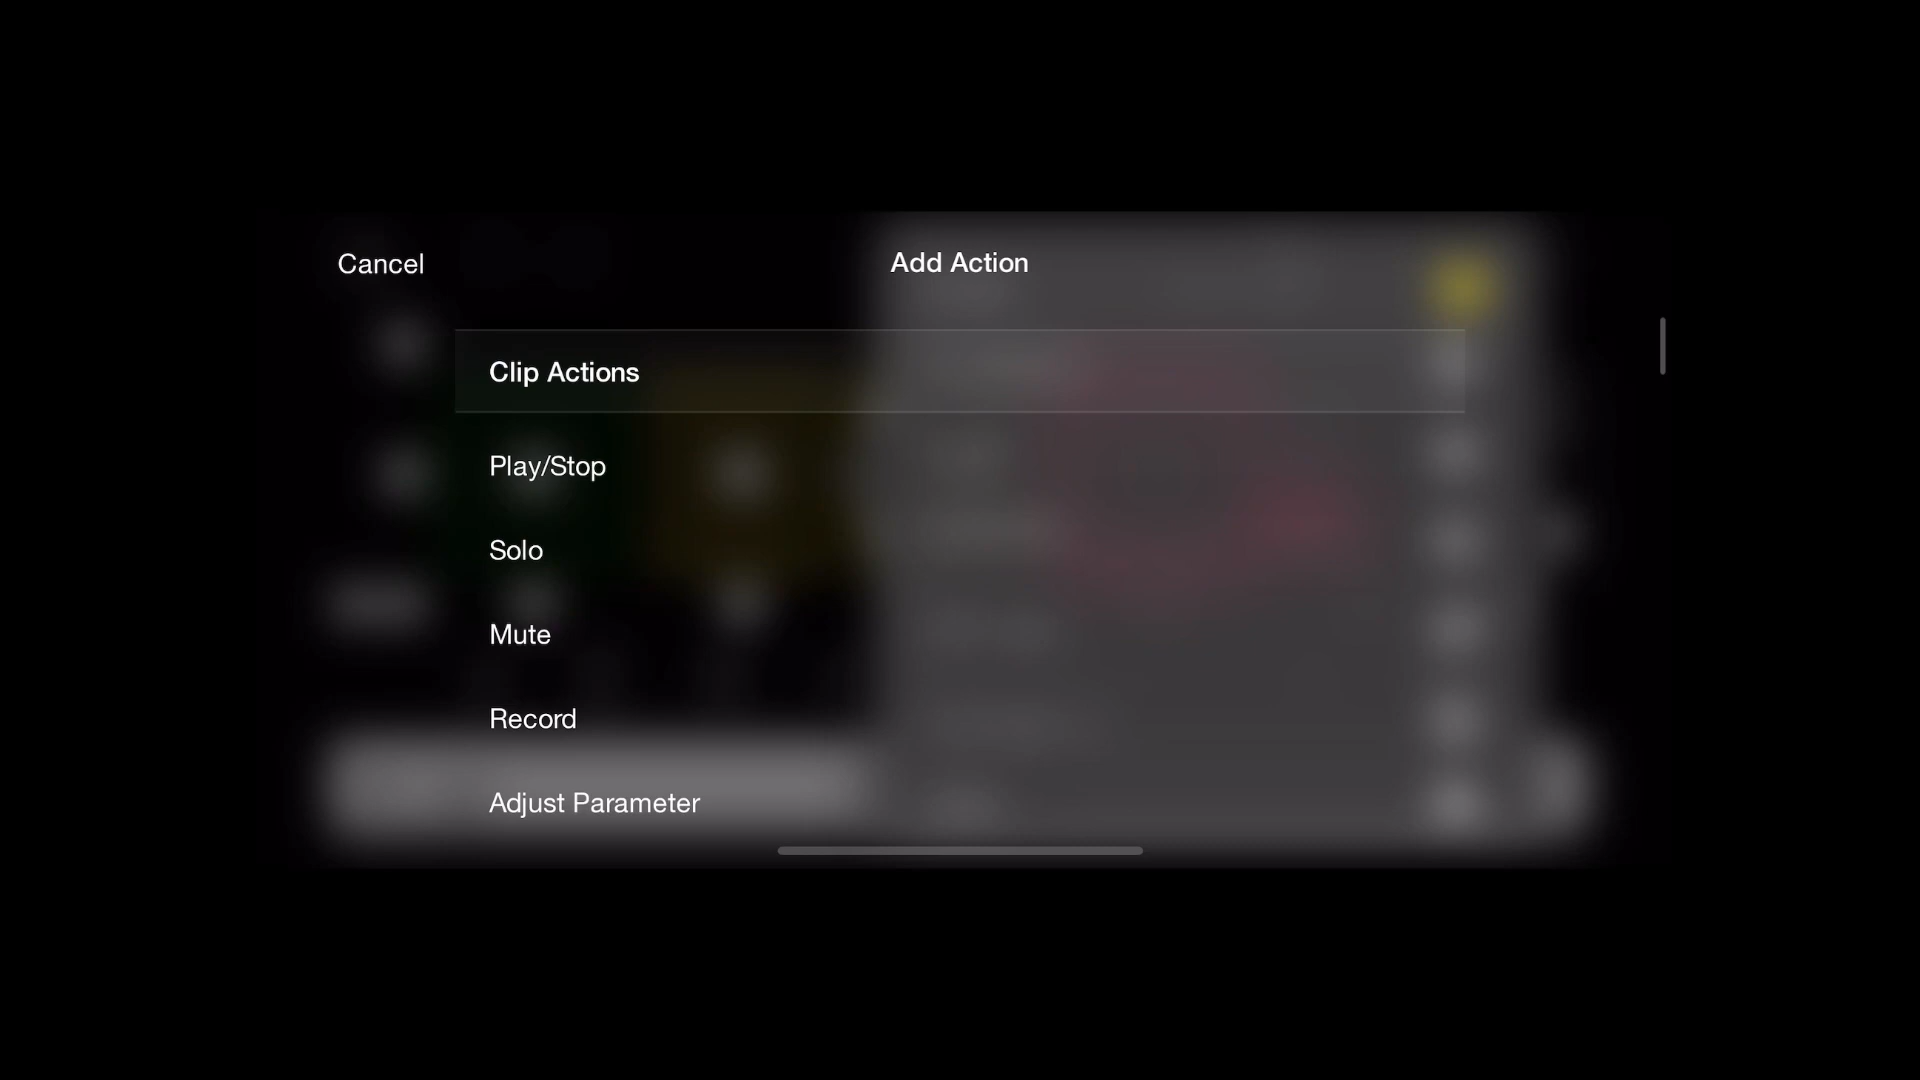 Cancel
Add Action
Clip Actions
Play/Stop
Solo
Mute
Record
Adjust Parameter